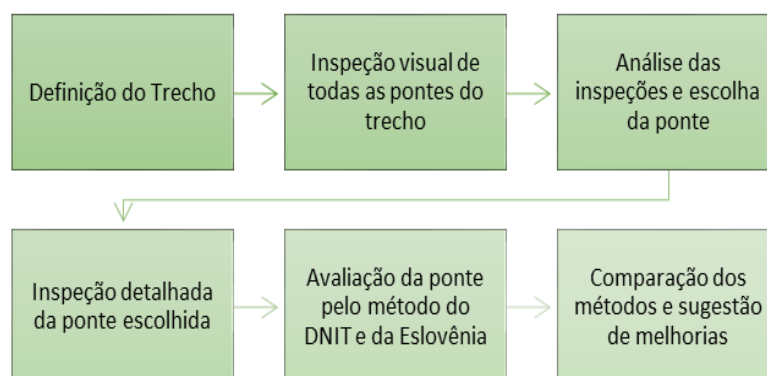 Definição do Trecho
Inspeção visual de
todas as pontes do
trecho
Análise das
inspeções e escolha
da ponte
Inspeção detalhada
da ponte escolhida
Avaliação da ponte
pelo método do
DNIT e da Eslovênia
Comparação dos
métodos e sugestão
de melhorias